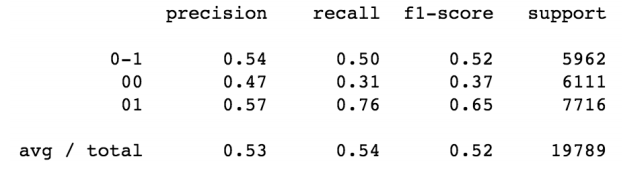 precision recall f1-score support
0-1 0.54 0.50 0.52 5962
00 0.47 0.31 0.37 6111
01 0.57 0.76 0.65 7716
avg / total 0.53 0.54 0.52 19789